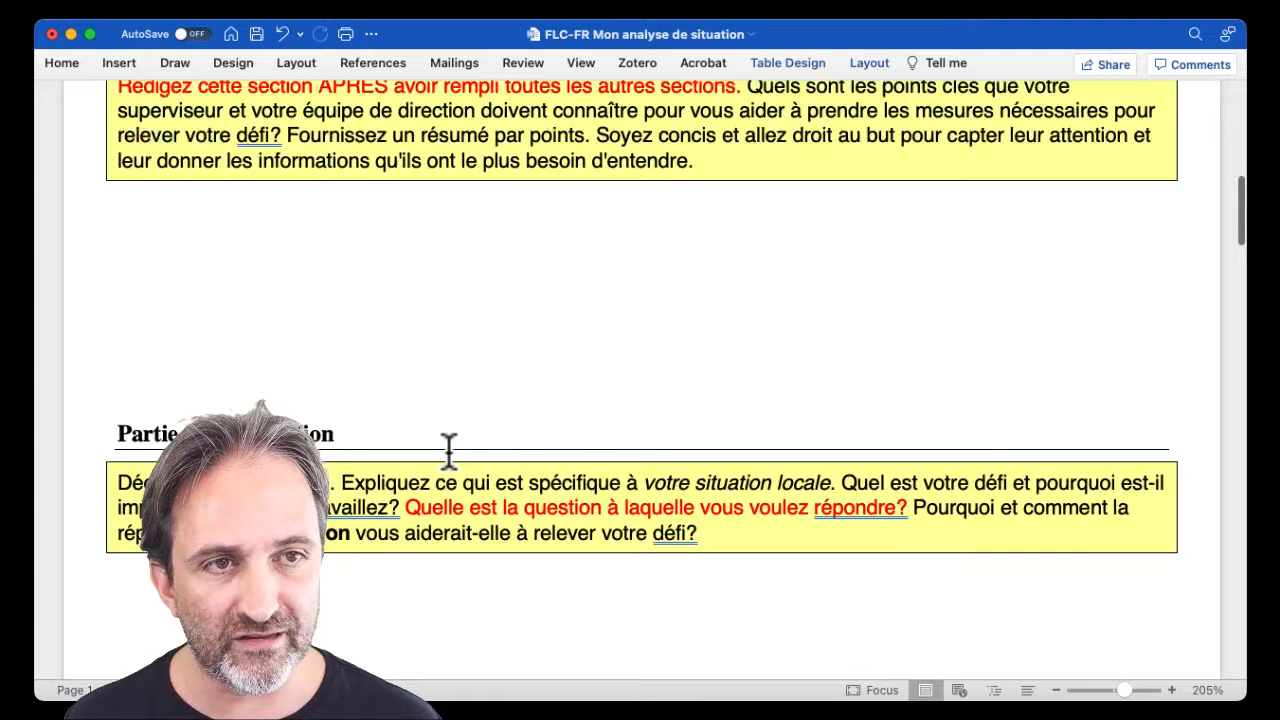 AutoSave OFF FLC-FR Mon analyse de situation
Home Insert Draw Design Layout References Mailings Review View Zotero Acrobat Table Design Layout Tell me Share Comments
Rédigez cette section APRÈS avoir rempli toutes les autres sections. Quels sont les points clés que votre
superviseur et votre équipe de direction doivent connaître pour vous aider à prendre les mesures nécessaires pour
relever votre défi? Fournissez un résumé par points. Soyez concis et allez droit au but pour capter leur attention et
leur donner les informations qu'ils ont le plus besoin d'entendre.
Partie
. Expliquez ce qui est spécifique à votre situation locale. Quel est votre défi et pourquoi est-il
Quelle est la question à laquelle vous voulez répondre? Pourquoi et comment la
vous aiderait-elle à relever votre défi?
Page Focus 205%